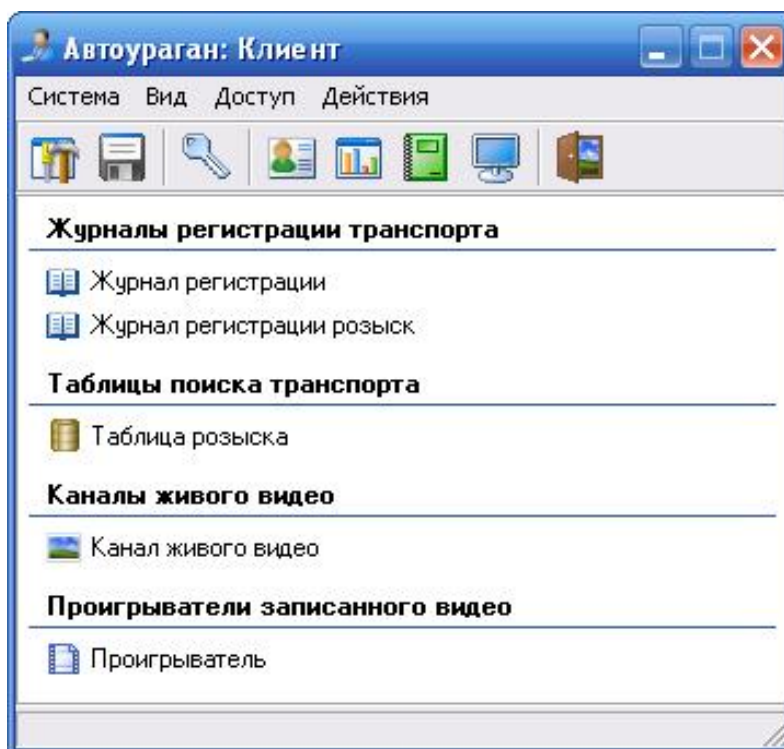 Автоураган: Клиент
Система Вид Доступ Действия
Журналы регистрации транспорта
Журнал регистрации
Журнал регистрации розыск
Таблицы поиска транспорта
Таблица розыска
Каналы живого видео
Канал живого видео
Проигрыватели записанного видео
Проигрыватель